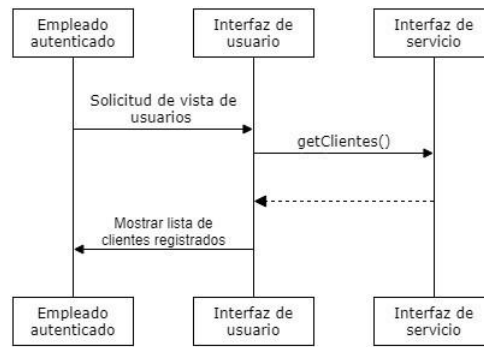 Empleado
autenticado
Interfaz de
usuario
Interfaz de
servicio
Solicitud de vista de
usuarios
getClientes()
Mostrar lista de
clientes registrados
Empleado
autenticado
Interfaz de
usuario
Interfaz de
servicio